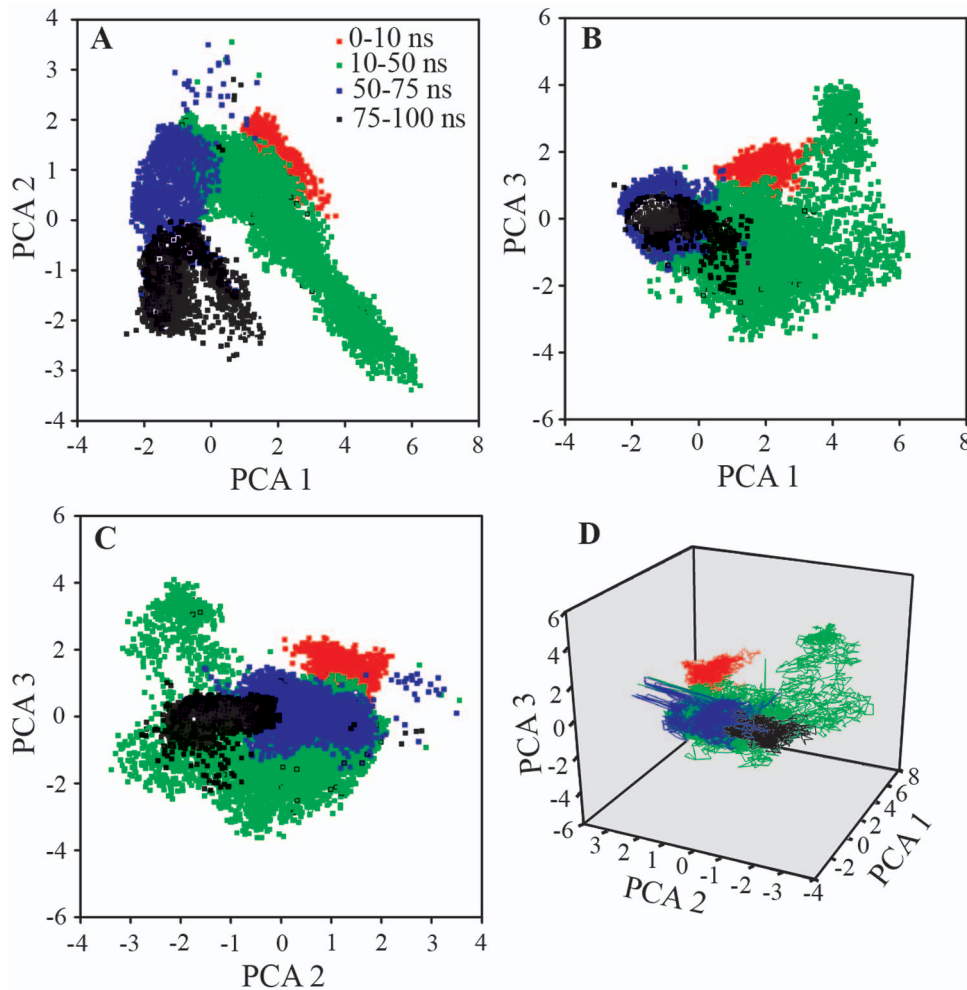 A
0-10 ns
10-50 ns
50-75 ns
75-100 ns
4
3
2
1
0
-1
-2
-3
-4
PCA 2
-4 -2 0 2 4 6 8
PCA 1
B
6
4
2
0
-2
-4
-6
PCA 3
-4 -2 0 2 4 6 8
PCA 1
C
6
4
2
0
-2
-4
-6
PCA 3
-4 -3 -2 -1 0 1 2 3 4
PCA 2
D
6
4
2
0
-2
-4
-6
PCA 3
3 2 1 0 -1 -2 -3 -4
PCA 2
-2 0 2 4 6 8
PCA 1